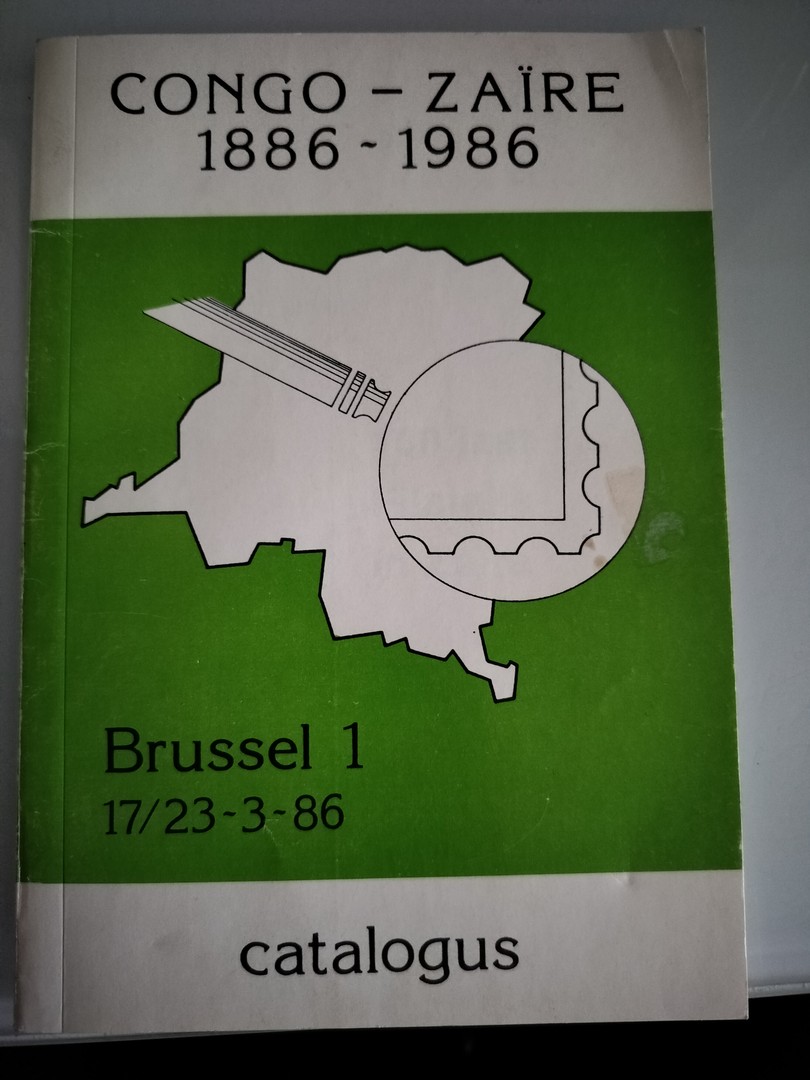 CONGO – ZAÏRE
1886 ~ 1986
Brussel 1
17/23~3~86
catalogus